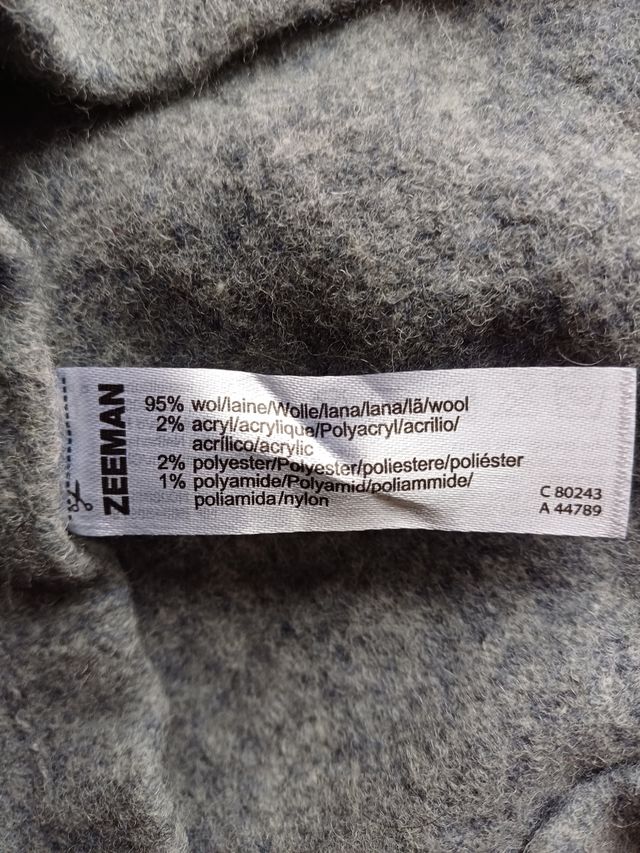 ZEEMAN
95% wol/laine/Wolle/lana/lana/lã/wool
2% acryl/acrylique/Polyacryl/acrilio/
acrílico/acrylic
2% polyester/Polyester/poliestere/poliéster
1% polyamide/Polyamid/poliammide/
poliamida/nylon
C 80243
A 44789